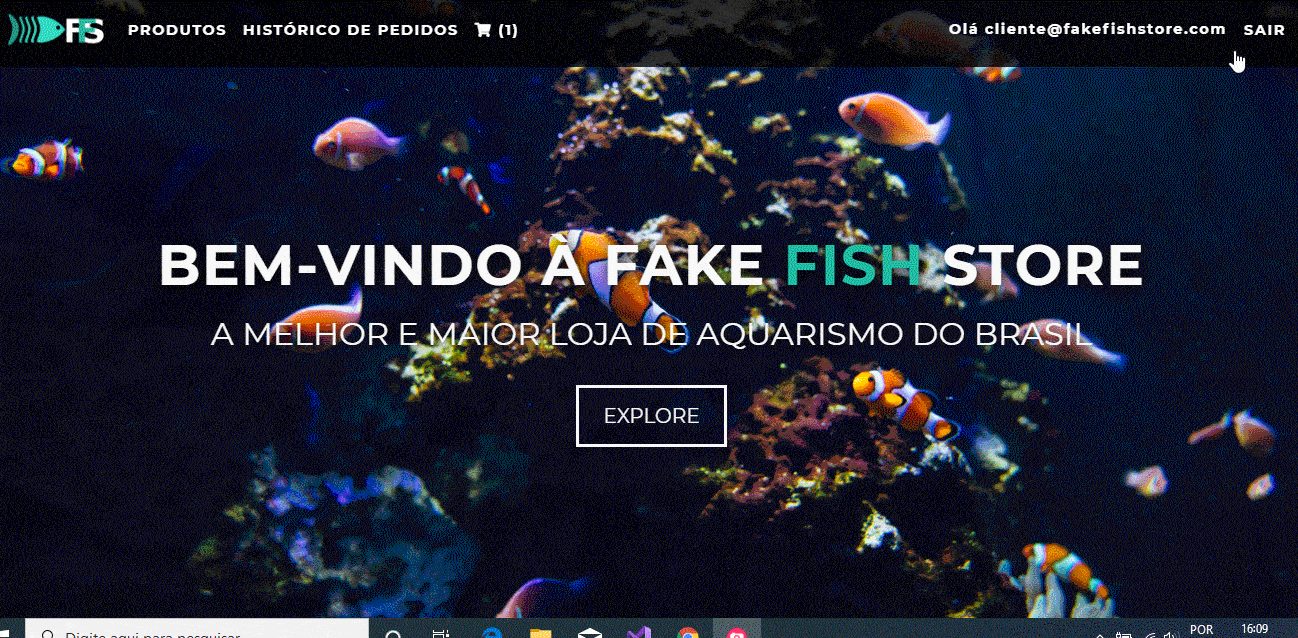 FFS
PRODUTOS
HISTÓRICO DE PEDIDOS
(1)
Olá cliente@fakefishstore.com
SAIR
BEM-VINDO À FAKE FISH STORE
A MELHOR E MAIOR LOJA DE AQUARISMO DO BRASIL
EXPLORE
Digite aqui para pesquisar
POR
16:09